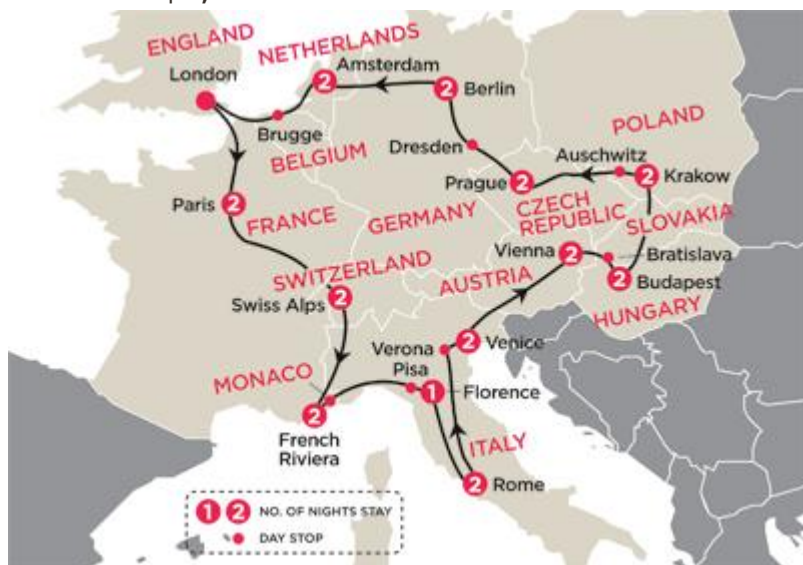 ENGLAND
NETHERLANDS
London
Amsterdam
2
2
Berlin
Brugge
BELGIUM
Dresden
POLAND
Auschwitz
Prague
2
2
Krakow
Paris
2
FRANCE
GERMANY
CZECH
REPUBLIC
SLOVAKIA
Vienna
2
Bratislava
2
Budapest
SWITZERLAND
Swiss Alps
2
AUSTRIA
HUNGARY
Verona
2
Venice
Pisa
MONACO
1
Florence
2
French
Riviera
ITALY
2
Rome
1 2 NO. OF NIGHTS STAY
DAY STOP